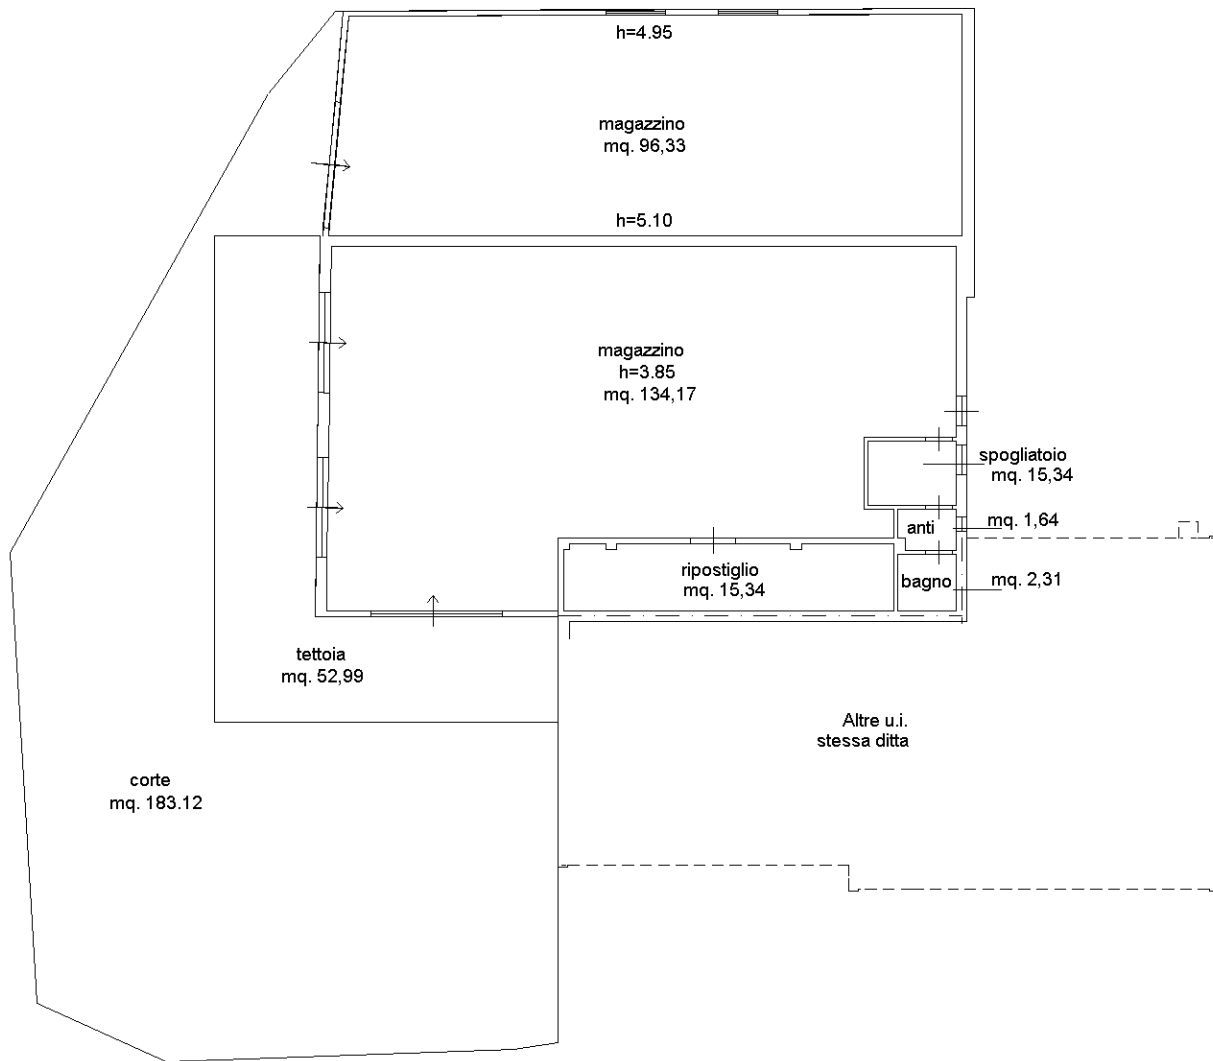 h=4.95
magazzino
mq. 96,33
h=5.10
magazzino
h=3.85
mq. 134,17
spogliatoio
mq. 15,34
anti
mq. 1,64
ripostiglio
mq. 15,34
bagno
mq. 2,31
tettoia
mq. 52,99
Altre u.i.
stessa ditta
corte
mq. 183.12